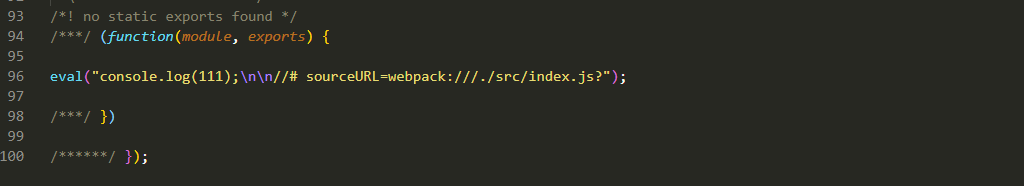 93 /*! no static exports found */
94 /***/ (function(module, exports) {
95
96 eval("console.log(111);\n\n//# sourceURL=webpack:///./src/index.js?");
97
98 /***/ })
99
100 /******/ });